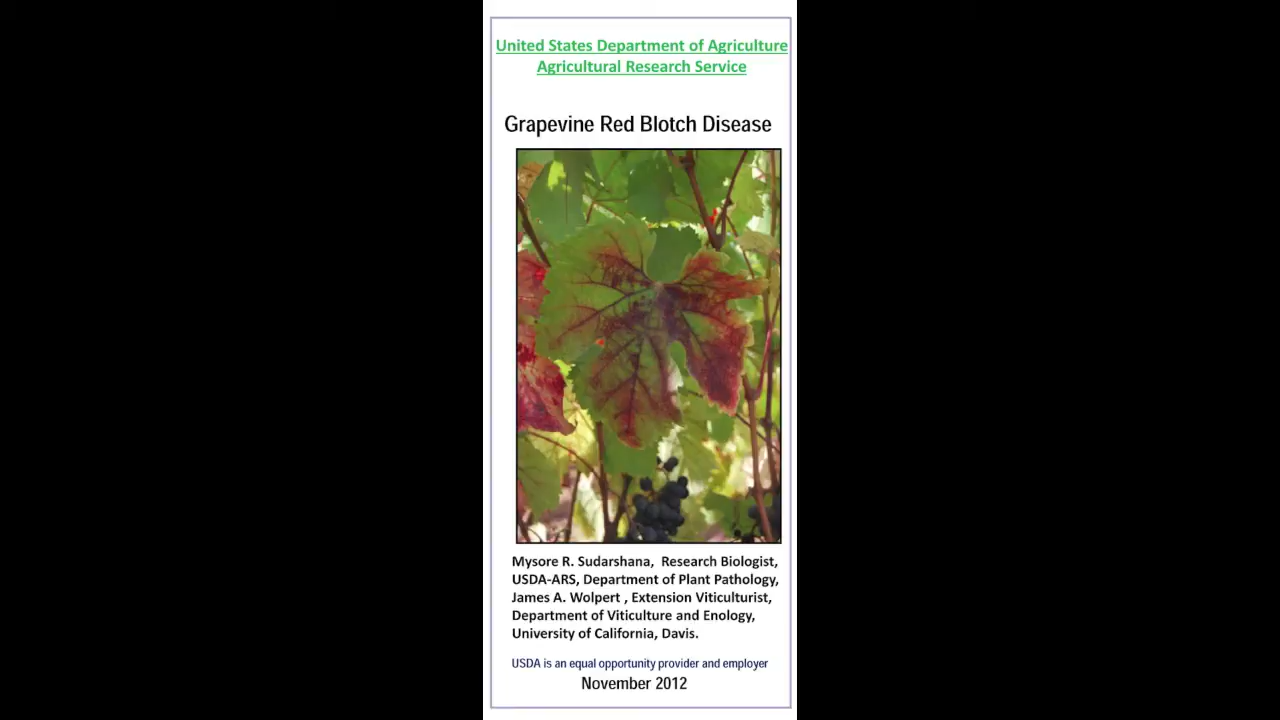 United States Department of Agriculture
Agricultural Research Service
Grapevine Red Blotch Disease
Mysore R. Sudarshana, Research Biologist,
USDA-ARS, Department of Plant Pathology,
James A. Wolpert , Extension Viticulturist,
Department of Viticulture and Enology,
University of California, Davis.
USDA is an equal opportunity provider and employer
November 2012